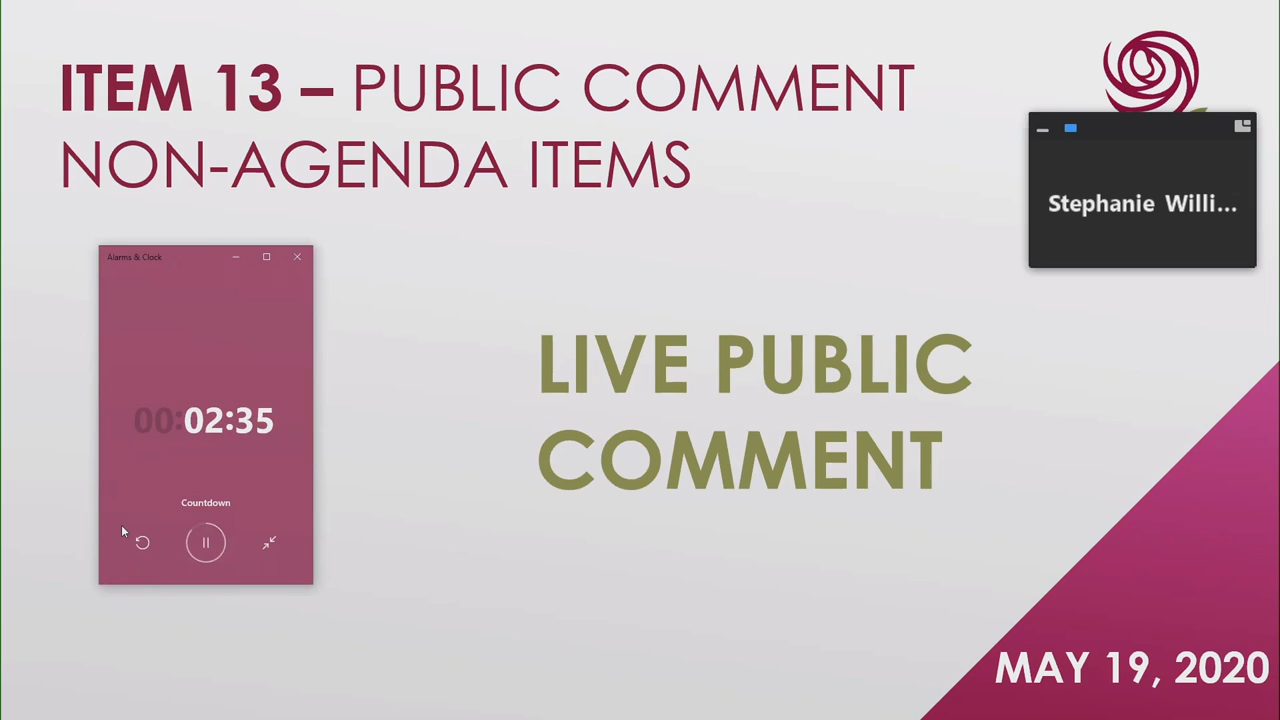 ITEM 13 – PUBLIC COMMENT
NON-AGENDA ITEMS
Stephanie Willi...
Alarms & Clock
00:02:35
Countdown
LIVE PUBLIC
COMMENT
MAY 19, 2020